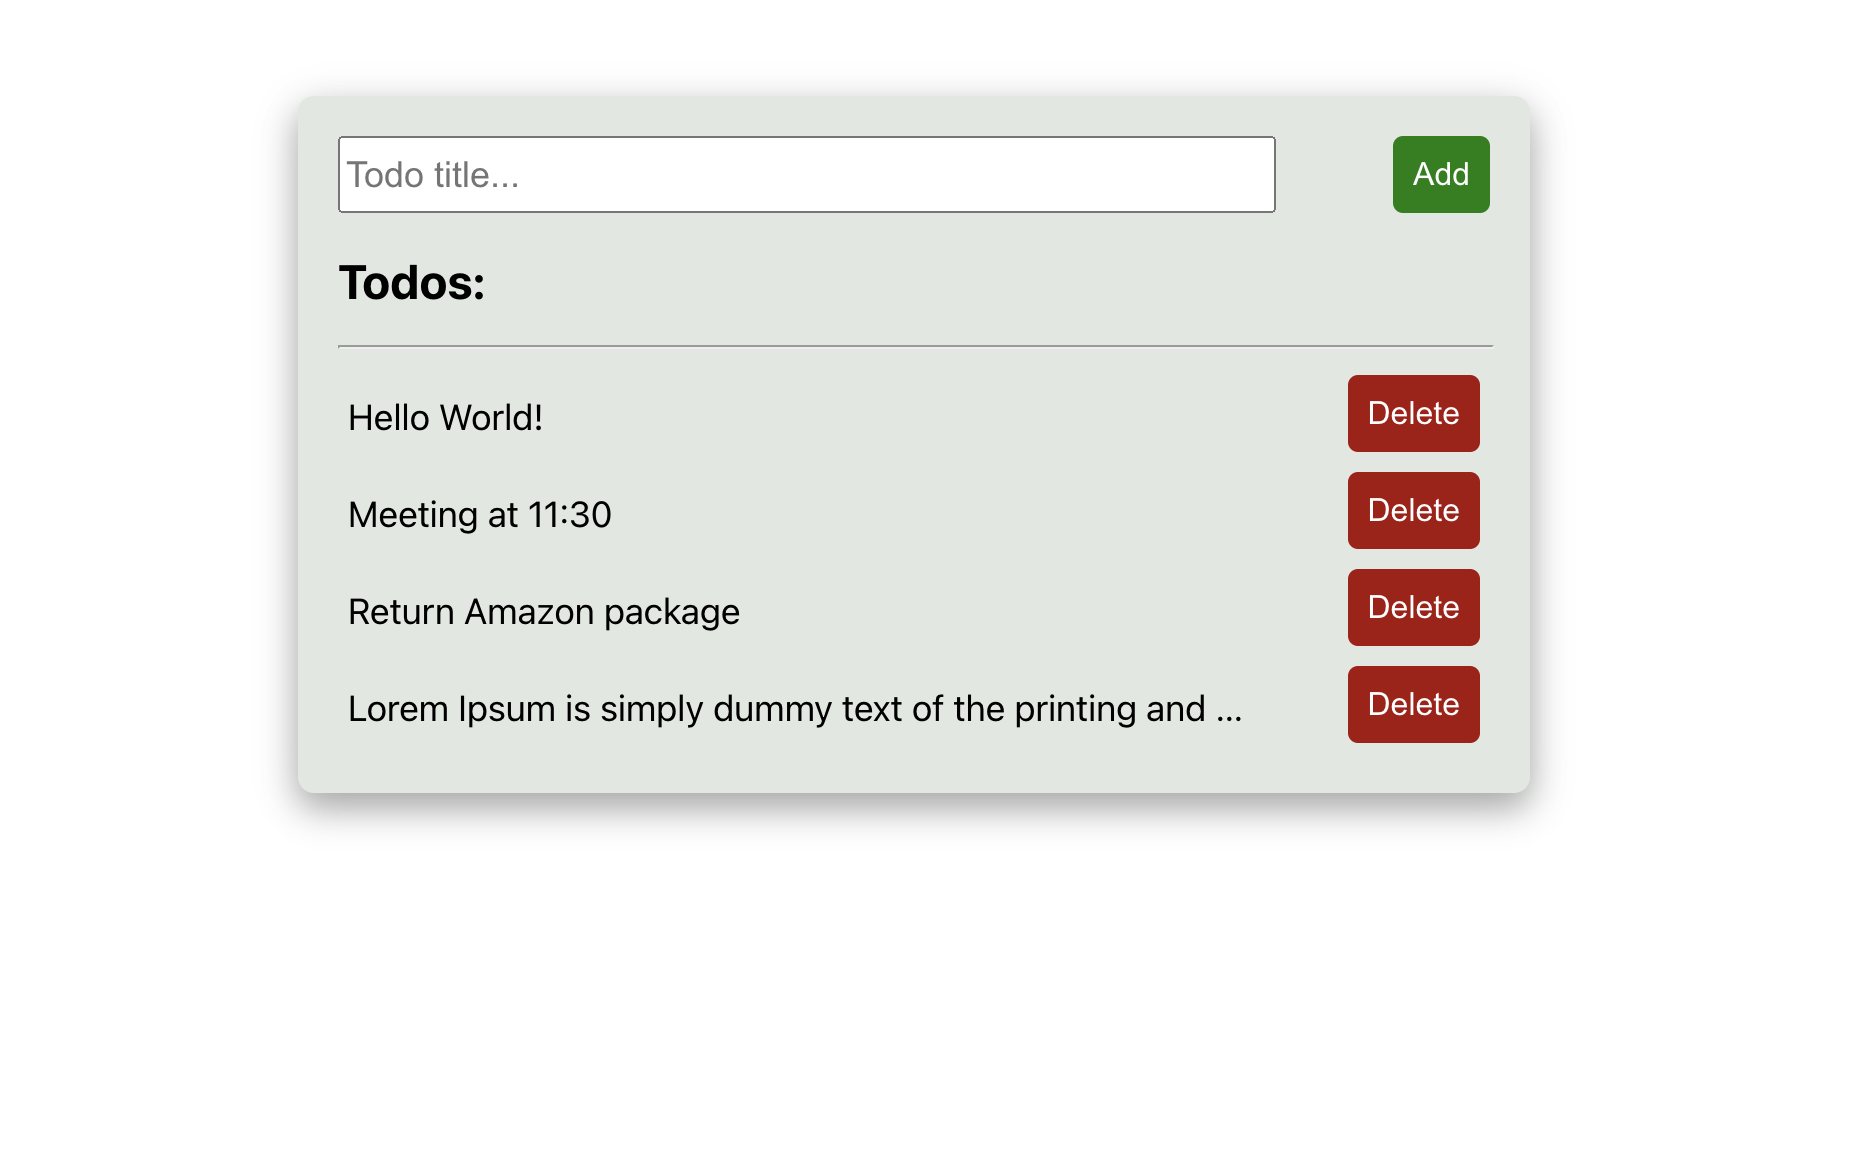 Todo title...
Add
Todos:
Hello World!
Delete
Meeting at 11:30
Delete
Return Amazon package
Delete
Lorem Ipsum is simply dummy text of the printing and ...
Delete